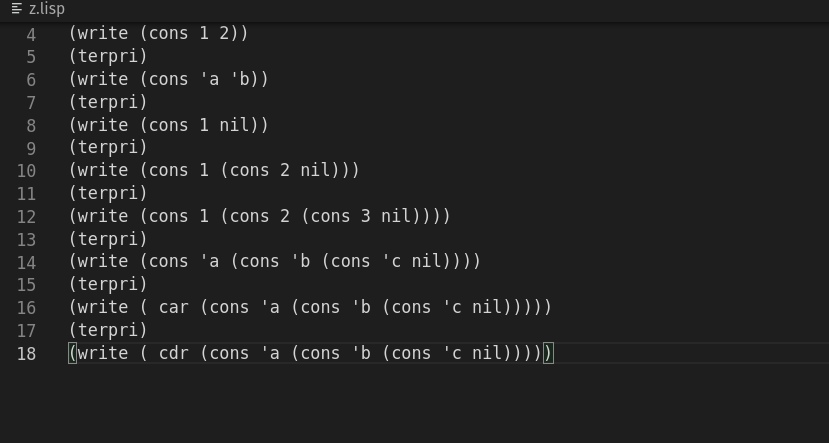 z.lisp
4 (write (cons 1 2))
5 (terpri)
6 (write (cons 'a 'b))
7 (terpri)
8 (write (cons 1 nil))
9 (terpri)
10 (write (cons 1 (cons 2 nil)))
11 (terpri)
12 (write (cons 1 (cons 2 (cons 3 nil))))
13 (terpri)
14 (write (cons 'a (cons 'b (cons 'c nil))))
15 (terpri)
16 (write ( car (cons 'a (cons 'b (cons 'c nil)))))
17 (terpri)
18 (write ( cdr (cons 'a (cons 'b (cons 'c nil)))))